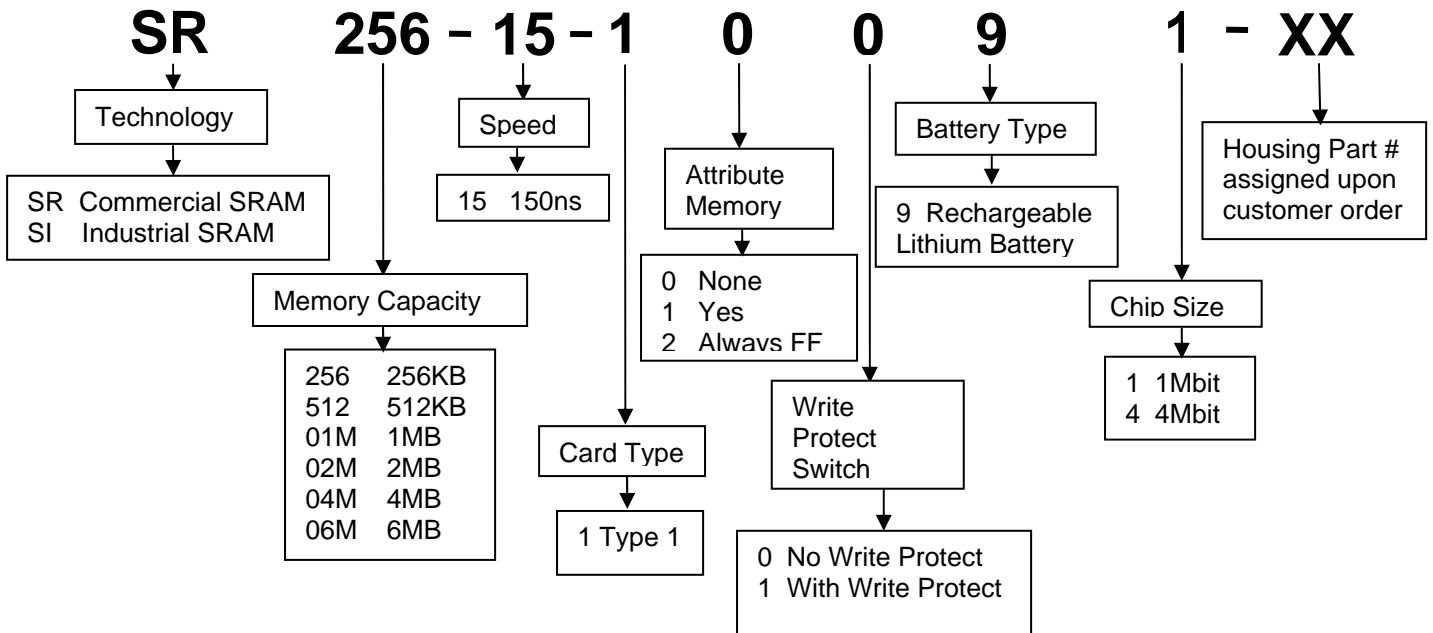 SR 256 - 15 - 1 0 0 9 1 - XX
Technology
SR Commercial SRAM
SI Industrial SRAM
Memory Capacity
256 256KB
512 512KB
01M 1MB
02M 2MB
04M 4MB
06M 6MB
Speed
15 150ns
Card Type
1 Type 1
Attribute
Memory
0 None
1 Yes
2 Always FF
Write
Protect
Switch
0 No Write Protect
1 With Write Protect
Battery Type
9 Rechargeable
Lithium Battery
Chip Size
1 1Mbit
4 4Mbit
Housing Part #
assigned upon
customer order